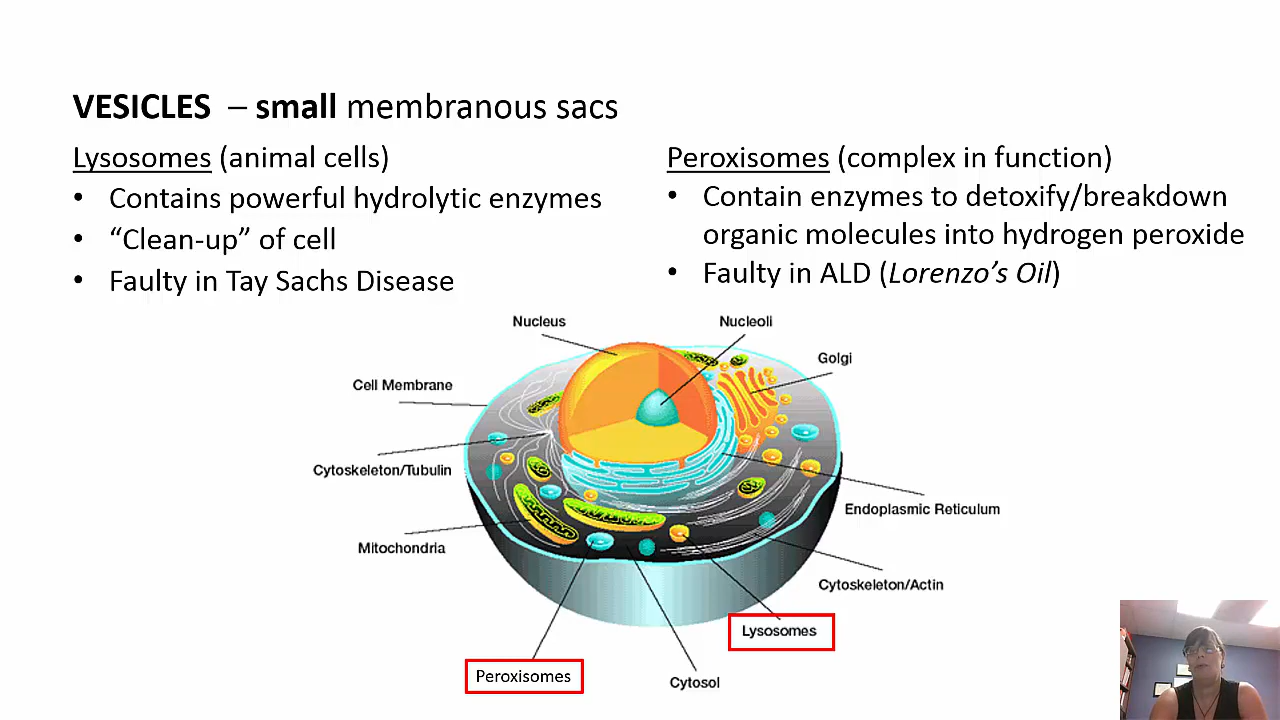 VESICLES – small membranous sacs
Lysosomes (animal cells)
• Contains powerful hydrolytic enzymes
• “Clean-up” of cell
• Faulty in Tay Sachs Disease
Peroxisomes (complex in function)
• Contain enzymes to detoxify/breakdown
organic molecules into hydrogen peroxide
• Faulty in ALD (Lorenzo’s Oil)
Nucleus
Nucleoli
Golgi
Cell Membrane
Cytoskeleton/Tubulin
Endoplasmic Reticulum
Mitochondria
Cytoskeleton/Actin
Lysosomes
Peroxisomes
Cytosol